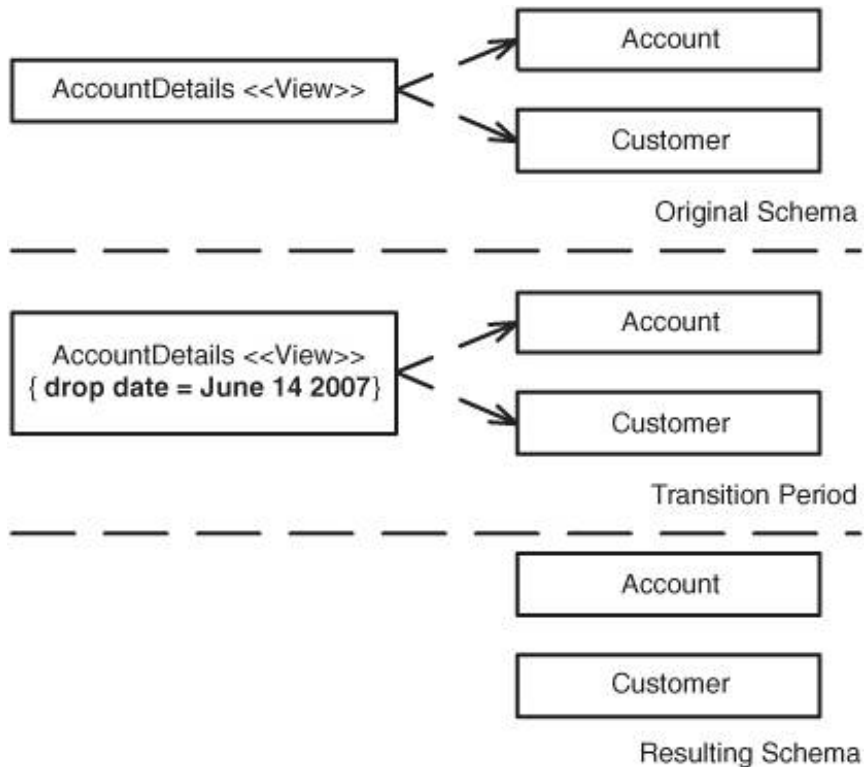 Account
AccountDetails <<View>>
Customer
Original Schema
Account
AccountDetails <<View>>
{ drop date = June 14 2007}
Customer
Transition Period
Account
Customer
Resulting Schema